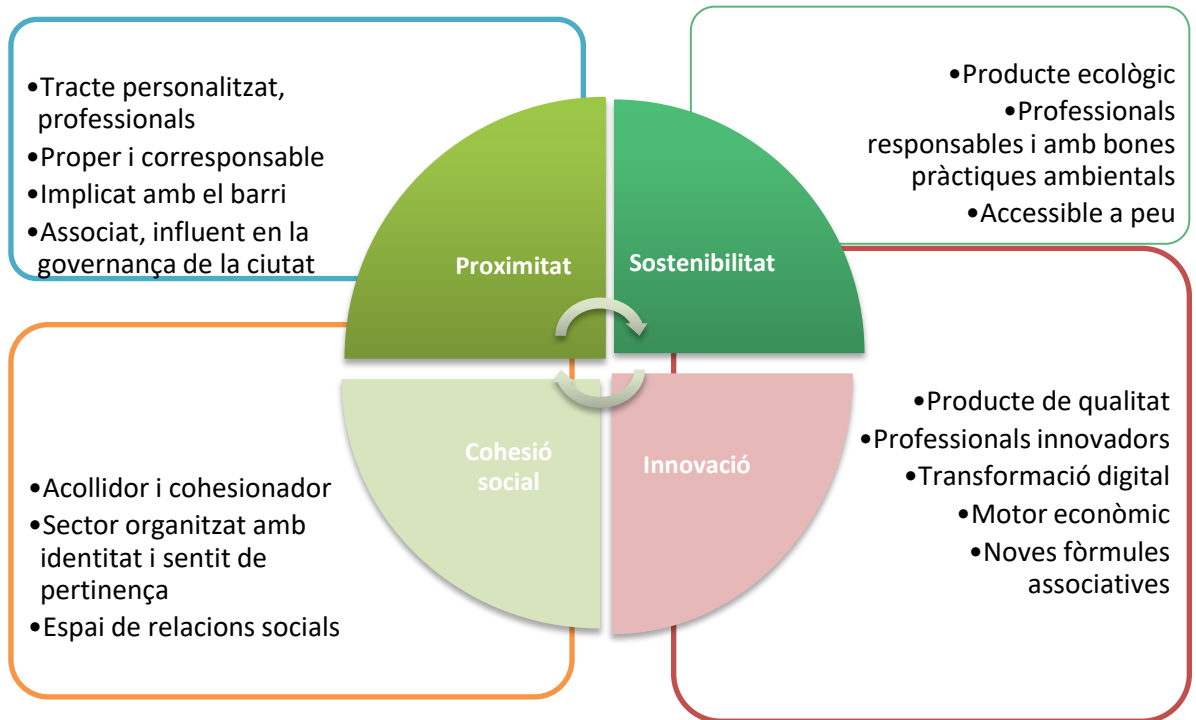 •Tracte personalitzat,
professionals
•Proper i corresponsable
•Implicat amb el barri
•Associat, influent en la
governança de la ciutat
Proximitat
•Producte ecològic
•Professionals
responsables i amb bones
pràctiques ambientals
•Accessible a peu
Sostenibilitat
•Acollidor i cohesionador
•Sector organitzat amb
identitat i sentit de
pertinença
•Espai de relacions socials
Cohesió
social
Innovació
•Producte de qualitat
•Professionals innovadors
•Transformació digital
•Motor econòmic
•Noves fòrmules
associatives